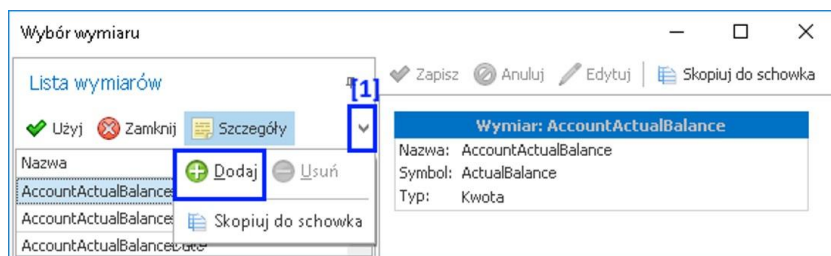 Wybór wymiaru
Lista wymiarów
[1]
Użyj Zamknij Szczegóły
Nazwa
AccountActualBalance
AccountActualBalance
AccountActualBalanceDate
Dodaj Usuń
Skopiuj do schowka
Zapisz Anuluj Edytuj Skopiuj do schowka
Wymiar: AccountActualBalance
Nazwa: AccountActualBalance
Symbol: ActualBalance
Typ: Kwota